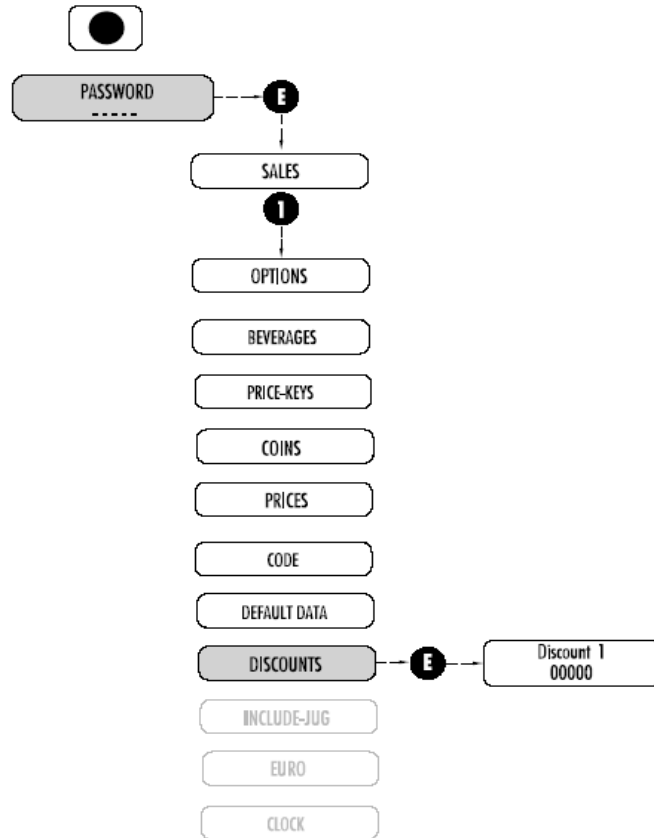 PASSWORD
-----
E
SALES
1
OPTIONS
BEVERAGES
PRICE-KEYS
COINS
PRICES
CODE
DEFAULT DATA
DISCOUNTS
E
Discount 1
00000
INCLUDE-JUG
EURO
CLOCK